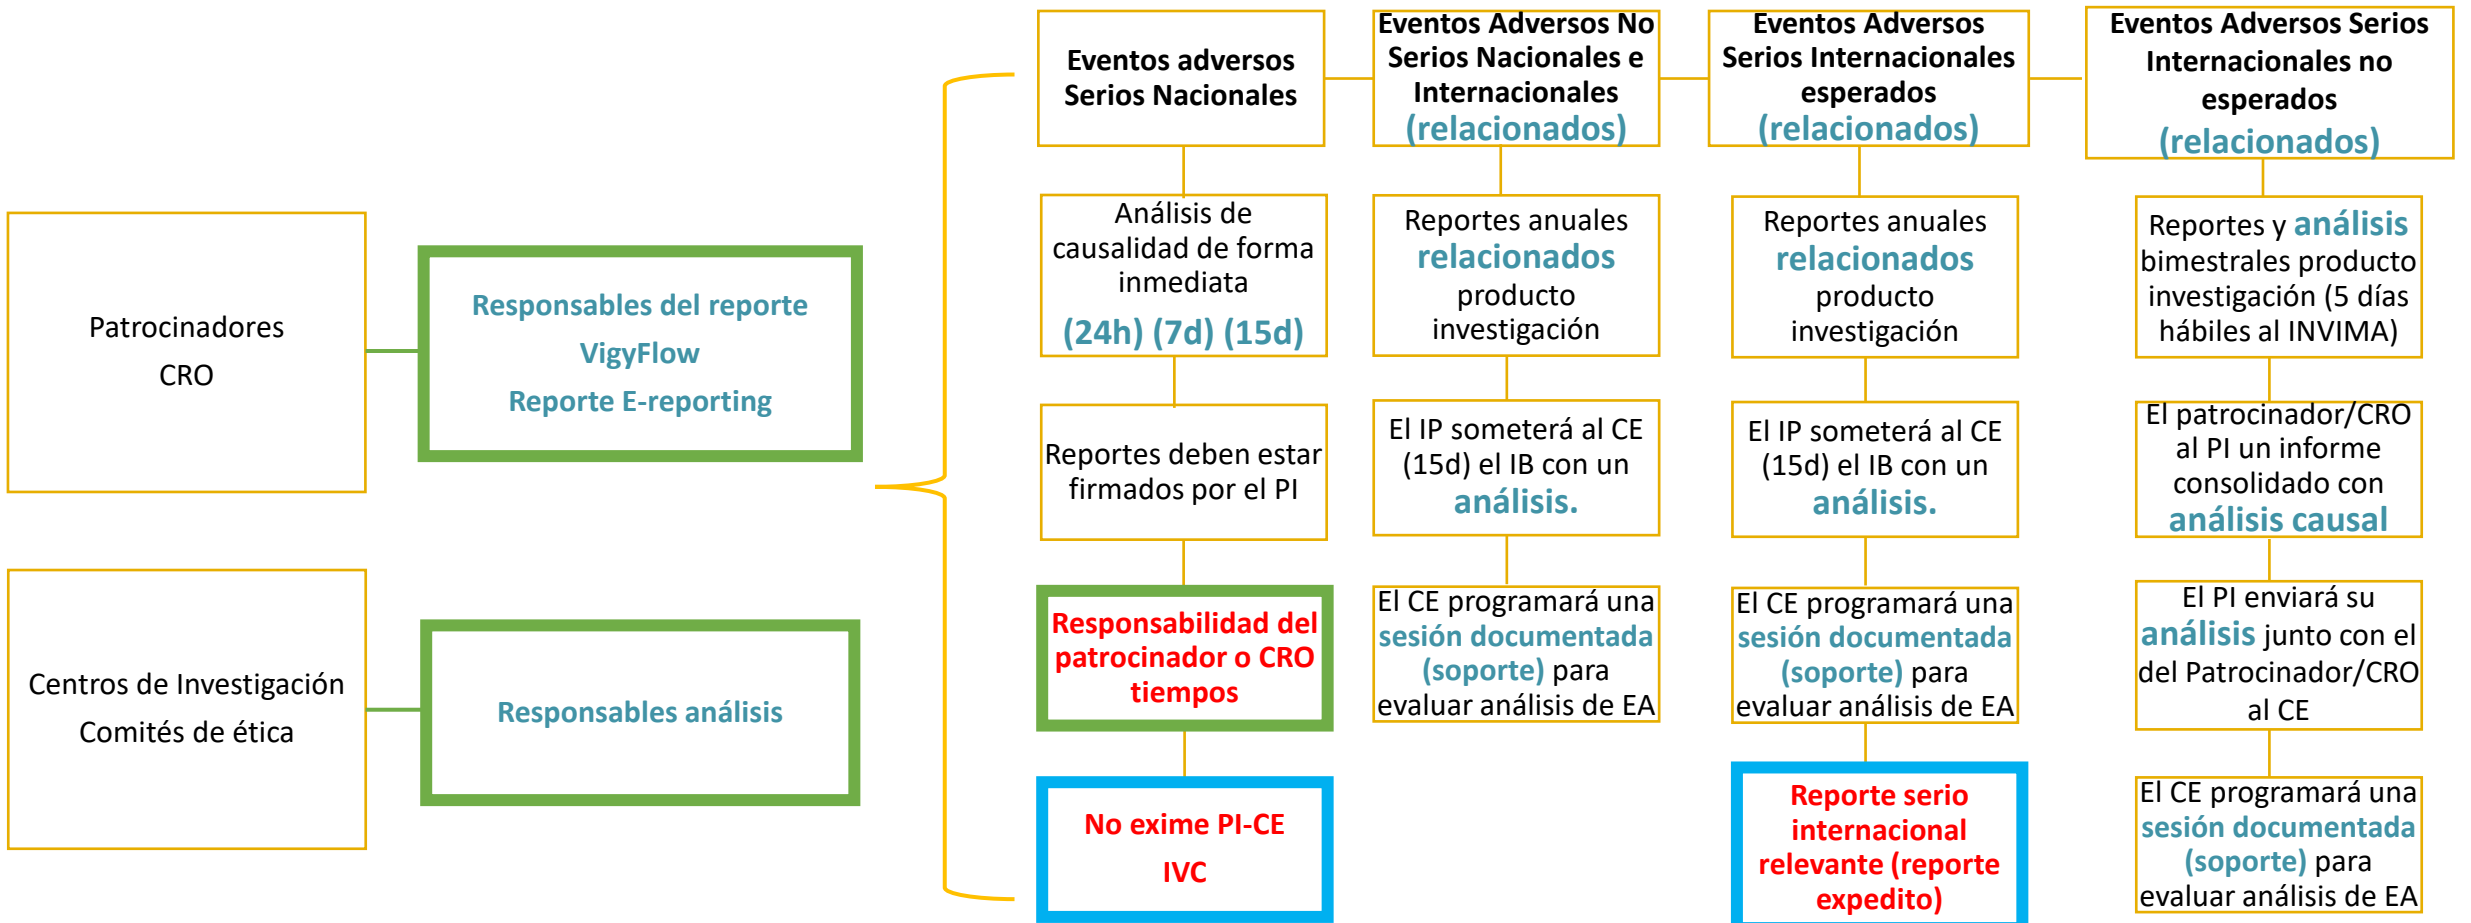 Patrocinadores
CRO
Responsables del reporte
VigyFlow
Reporte E-reporting
Centros de Investigación
Comités de ética
Responsables análisis
Eventos adversos
Serios Nacionales
Análisis de
causalidad de forma
inmediata
(24h) (7d) (15d)
Reportes deben estar
firmados por el PI
Responsabilidad del
patrocinador o CRO
tiempos
No exime PI-CE
IVC
Eventos Adversos No
Serios Nacionales e
Internacionales
(relacionados)
Reportes anuales
relacionados
producto
investigación
El IP someterá al CE
(15d) el IB con un
análisis.
El CE programará una
sesión documentada
(soporte) para
evaluar análisis de EA
Eventos Adversos
Serios Internacionales
esperados
(relacionados)
Reportes anuales
relacionados
producto
investigación
El IP someterá al CE
(15d) el IB con un
análisis.
El CE programará una
sesión documentada
(soporte) para
evaluar análisis de EA
Reporte serio
internacional
relevante (reporte
expedito)
Eventos Adversos Serios
Internacionales no
esperados
(relacionados)
Reportes y análisis
bimestrales producto
investigación (5 días
hábiles al INVIMA)
El patrocinador/CRO
al PI un informe
consolidado con
análisis causal
El PI enviará su
análisis junto con el
del Patrocinador/CRO
al CE
El CE programará una
sesión documentada
(soporte) para
evaluar análisis de EA